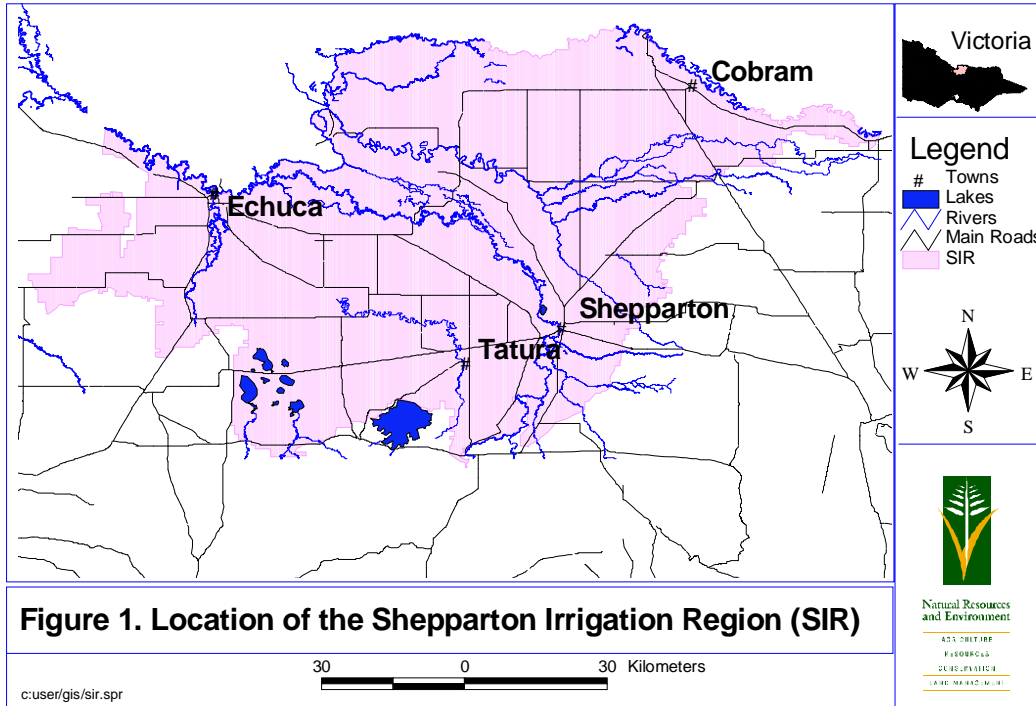 Victoria
Cobram
#
Legend
# Towns
Lakes
Rivers
Main Roads
SIR
#
Echuca
Shepparton
#
Tatura
#
N
W E
S
Natural Resources
and Environment
AGRICULTURE
RESOURCES
CONSERVATION
LAND MANAGEMENT
Figure 1. Location of the Shepparton Irrigation Region (SIR)
30 0 30 Kilometers
c:user/gis/sir.spr